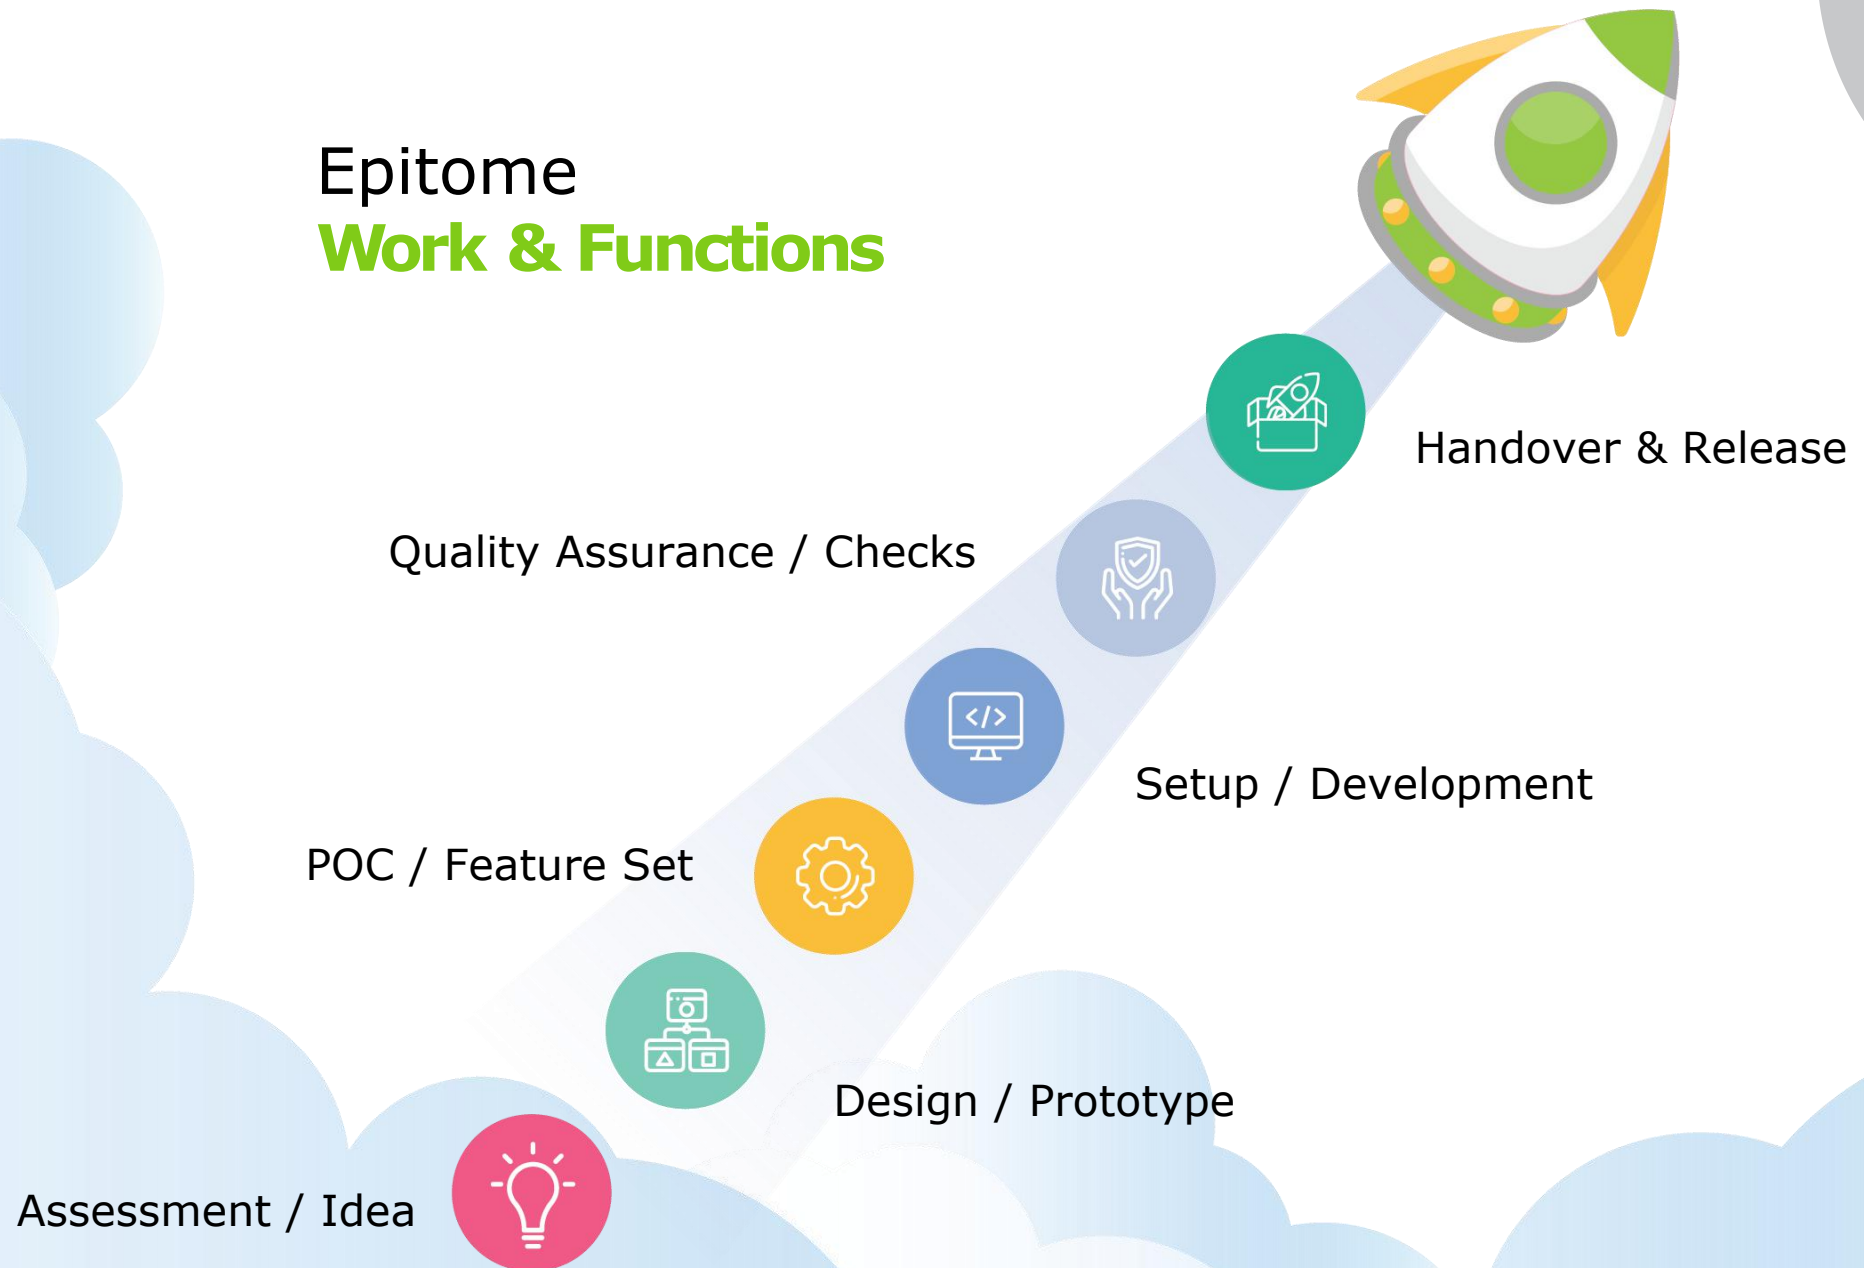 Epitome
Work & Functions
Handover & Release
Quality Assurance / Checks
Setup / Development
POC / Feature Set
Design / Prototype
Assessment / Idea